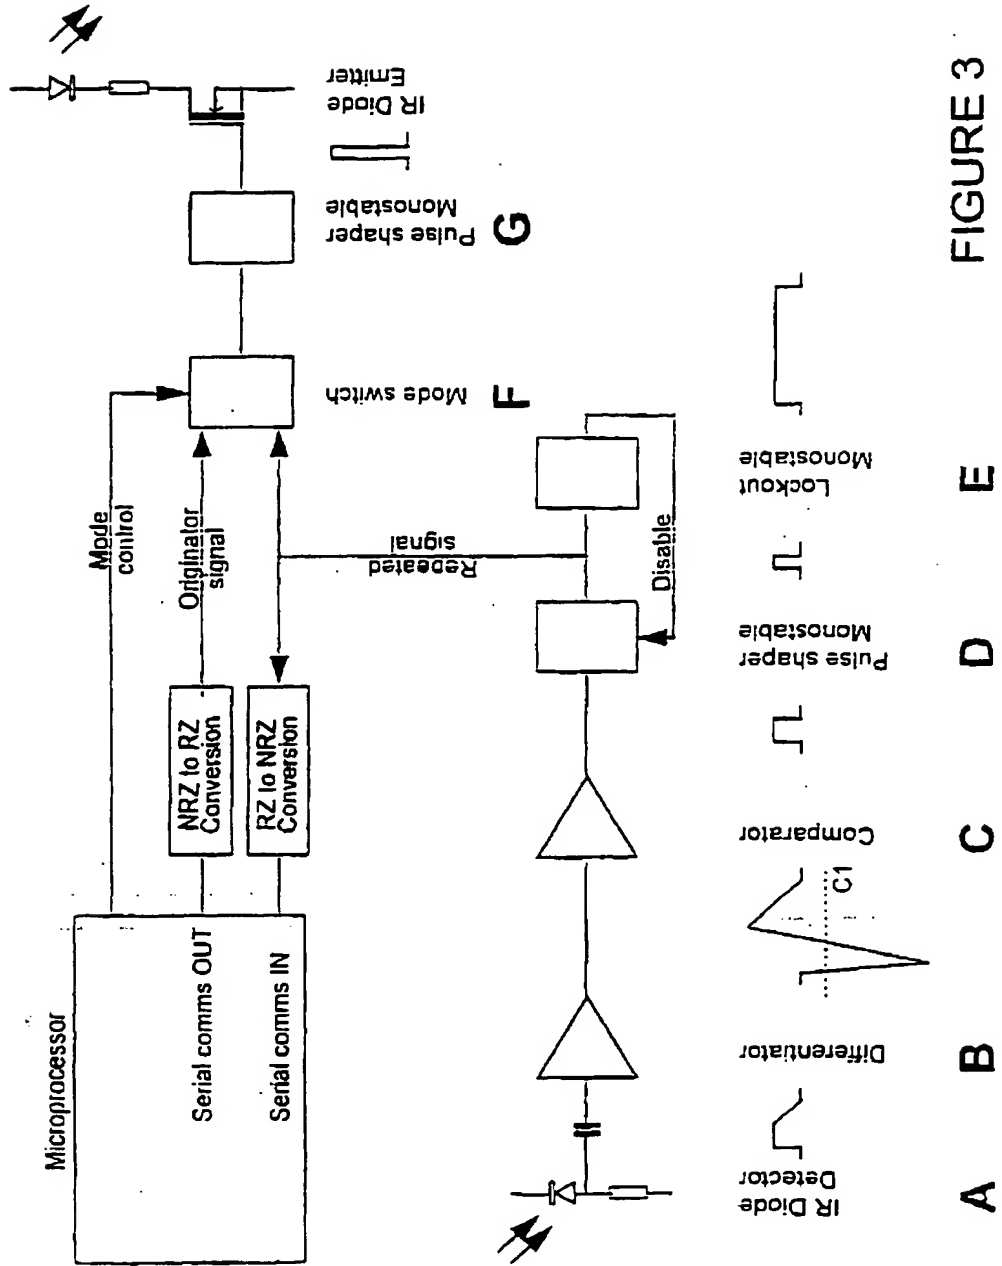 Microprocessor
Serial comms OUT
Serial comms IN
NRZ to RZ
Conversion
RZ to NRZ
Conversion
Mode
control
Originator
signal
Repeated
signal
Mode switch
F
Pulse shaper
Monostable
G
IR Diode
Emitter
Disable
IR Diode
Detector
A
Differentiator
B
C1
Comparator
C
Pulse shaper
Monostable
D
Lockout
Monostable
E
FIGURE 3